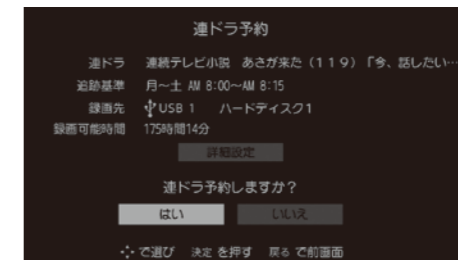 連ドラ予約
連ドラ 連続テレビ小説 あさが来た(119)「今、話したい…
追跡基準 月～土 AM 8:00～AM 8:15
録画先 USB 1 ハードディスク1
録画可能時間 175時間14分
詳細設定
連ドラ予約しますか?
はい いいえ
で選び 決定 を押す 戻る で前画面